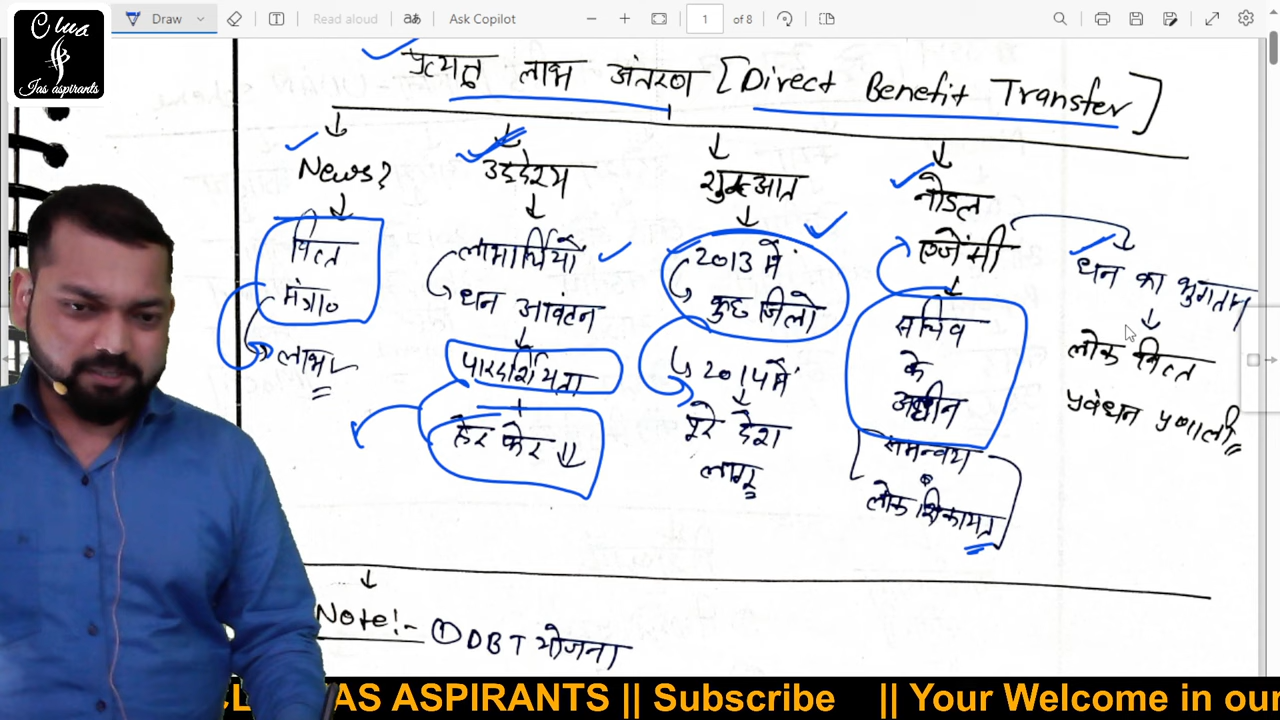 Clua
Ias aspirants
Draw
Read aloud
Ask Copilot
1 of 8
प्रत्यक्ष लाभ अंतरण [Direct Benefit Transfer]
News?
वित्त
मंत्रा०
लाभ
उद्देश्य
लाभार्थियों
धन आवंटन
पारदर्शियता
+
हेर फेर ↓↓
शुरुआत
2013 में
कुछ जिलों
2014 में
पूरे देश
लागू
नोडल
एजेंसी
सचिव
के
अधीन
समन्वय
लोक शिकायत
धन का भुगतान
लोक वित्त
प्रबंधन प्रणाली
Note!- ① DBT योजना
IAS ASPIRANTS || Subscribe || Your Welcome in our